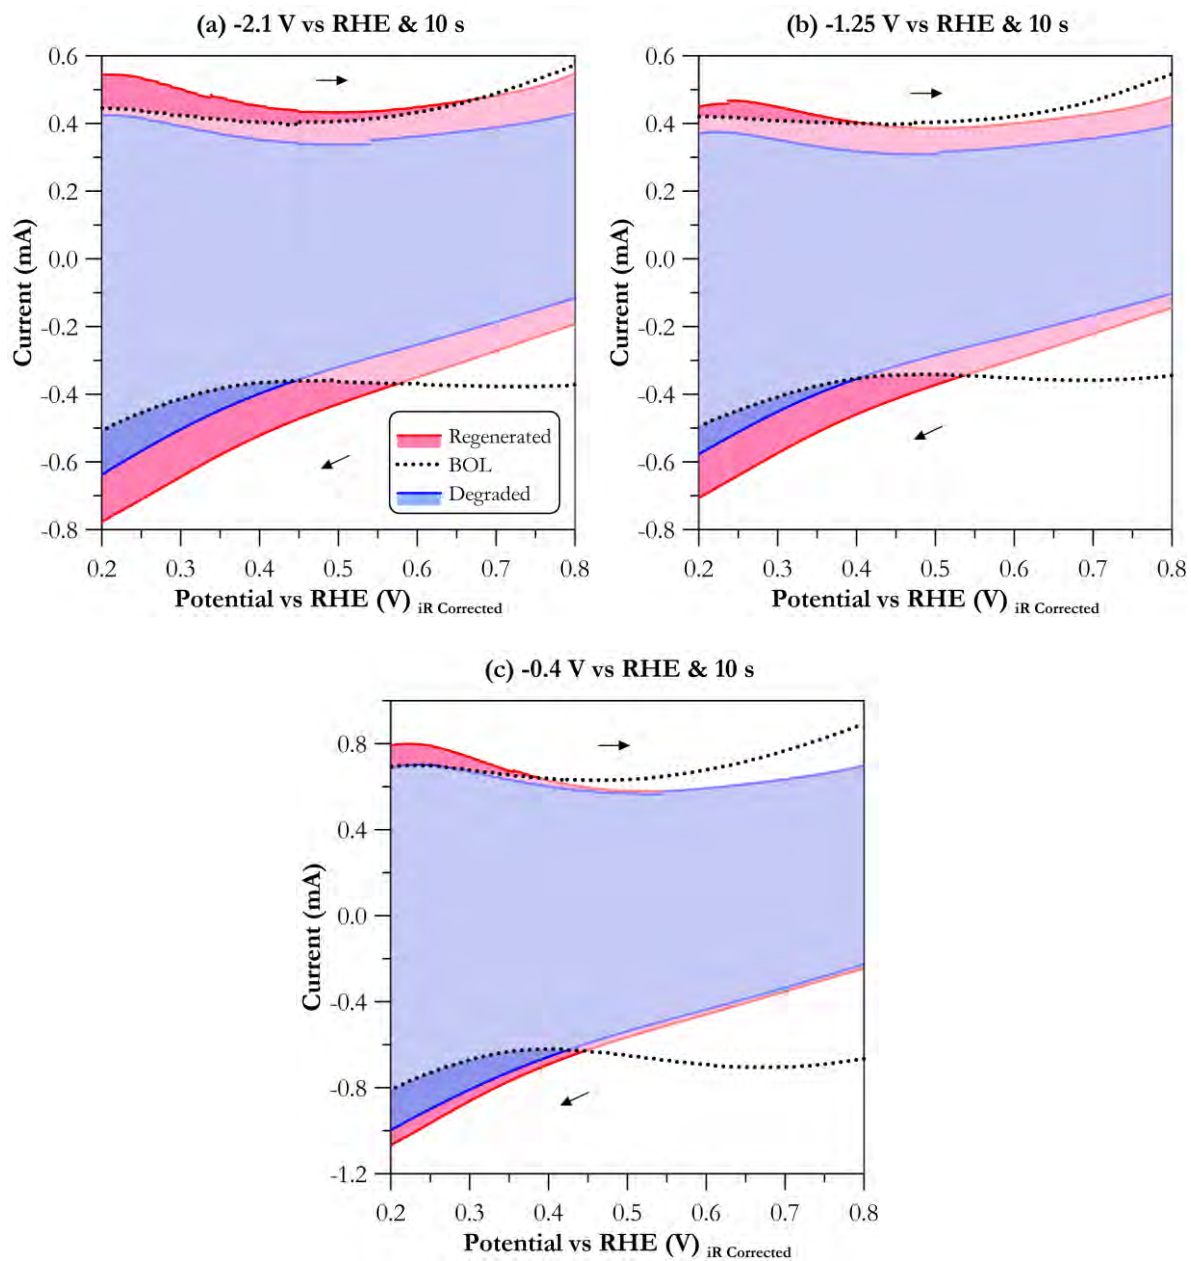 (a) -2.1 V vs RHE & 10 s
0.6
0.4
0.2
0.0
-0.2
-0.4
-0.6
-0.8
Current (mA)
Regenerated
BOL
Degraded
0.2 0.3 0.4 0.5 0.6 0.7 0.8
Potential vs RHE (V) iR Corrected
(b) -1.25 V vs RHE & 10 s
0.6
0.4
0.2
0.0
-0.2
-0.4
-0.6
-0.8
Current (mA)
0.2 0.3 0.4 0.5 0.6 0.7 0.8
Potential vs RHE (V) iR Corrected
(c) -0.4 V vs RHE & 10 s
0.8
0.4
0.0
-0.4
-0.8
-1.2
Current (mA)
0.2 0.3 0.4 0.5 0.6 0.7 0.8
Potential vs RHE (V) iR Corrected